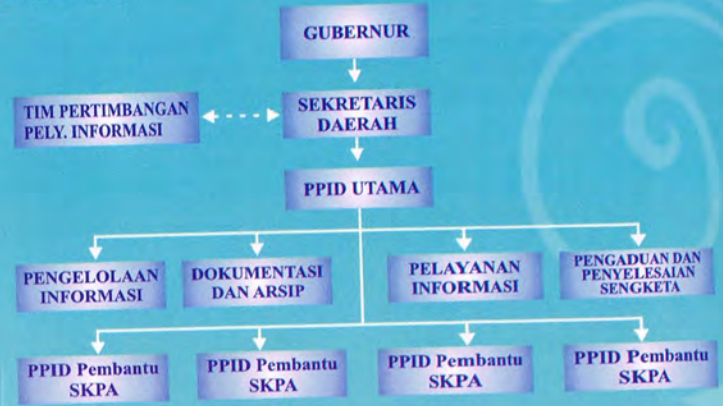 GUBERNUR
TIM PERTIMBANGAN
PELY. INFORMASI
SEKRETARIS
DAERAH
PPID UTAMA
PENGELOLAAN
INFORMASI
DOKUMENTASI
DAN ARSIP
PELAYANAN
INFORMASI
PENGADUAN DAN
PENYELESAIAN
SENGKETA
PPID Pembantu
SKPA
PPID Pembantu
SKPA
PPID Pembantu
SKPA
PPID Pembantu
SKPA